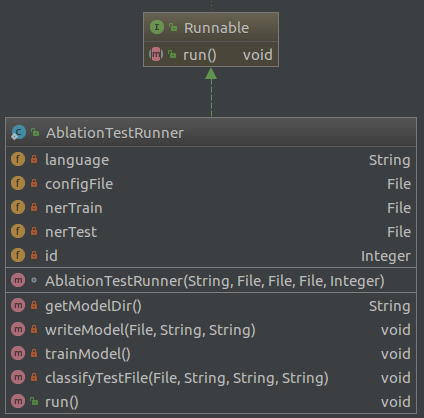 Runnable
run() void
AblationTestRunner
language String
configFile File
nerTrain File
nerTest File
id Integer
AblationTestRunner(String, File, File, File, Integer)
getModelDir() String
writeModel(File, String, String) void
trainModel() void
classifyTestFile(File, String, String, String) void
run() void